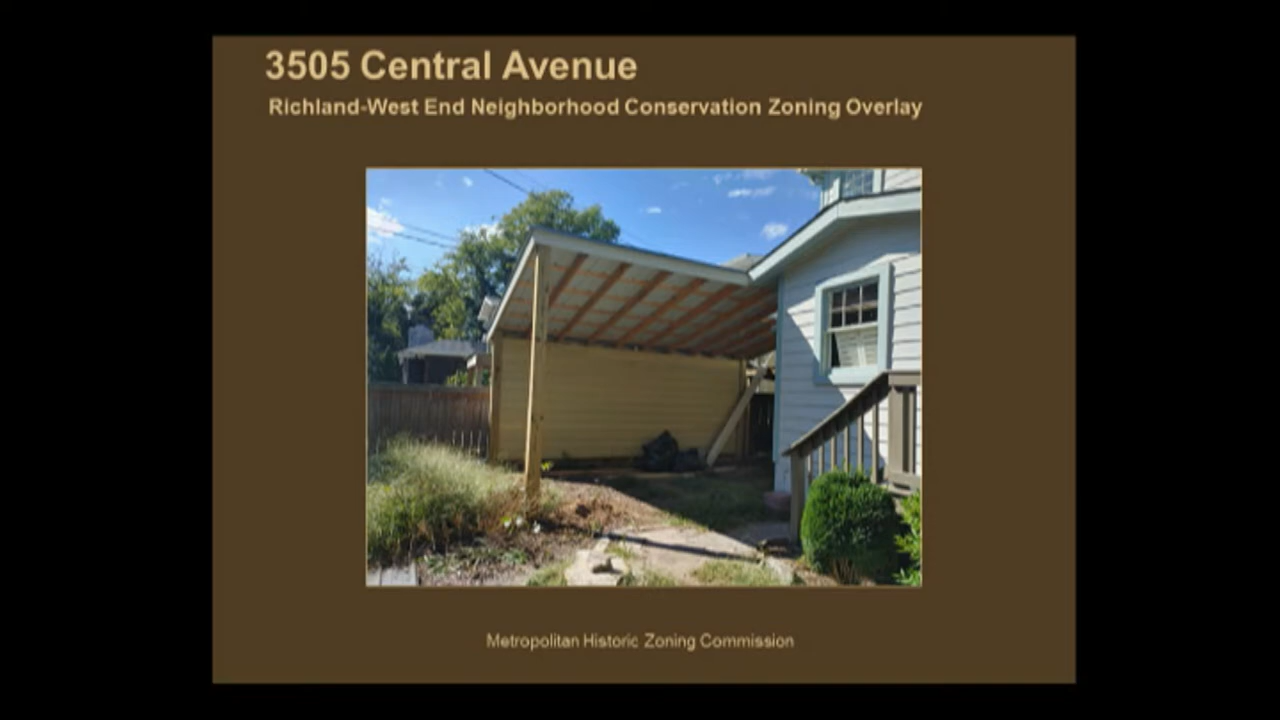 3505 Central Avenue
Richland-West End Neighborhood Conservation Zoning Overlay
Metropolitan Historic Zoning Commission